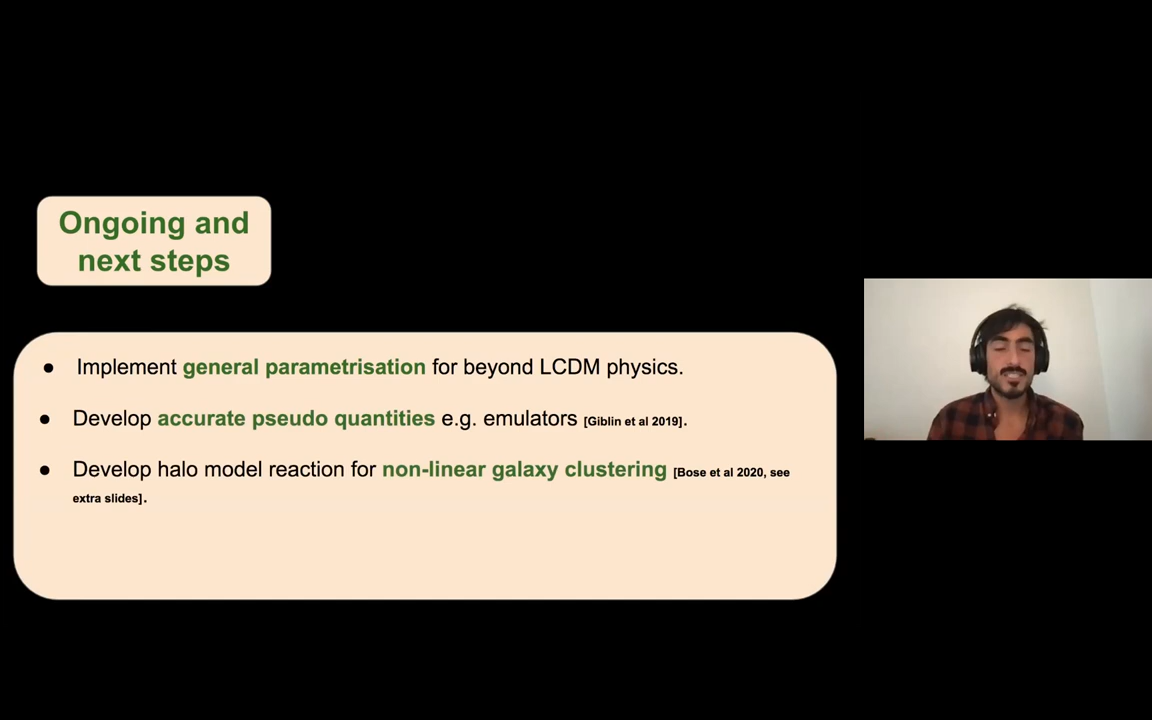 Ongoing and
next steps
● Implement general parametrisation for beyond LCDM physics.
● Develop accurate pseudo quantities e.g. emulators [Giblin et al 2019].
● Develop halo model reaction for non-linear galaxy clustering [Bose et al 2020, see
extra slides].